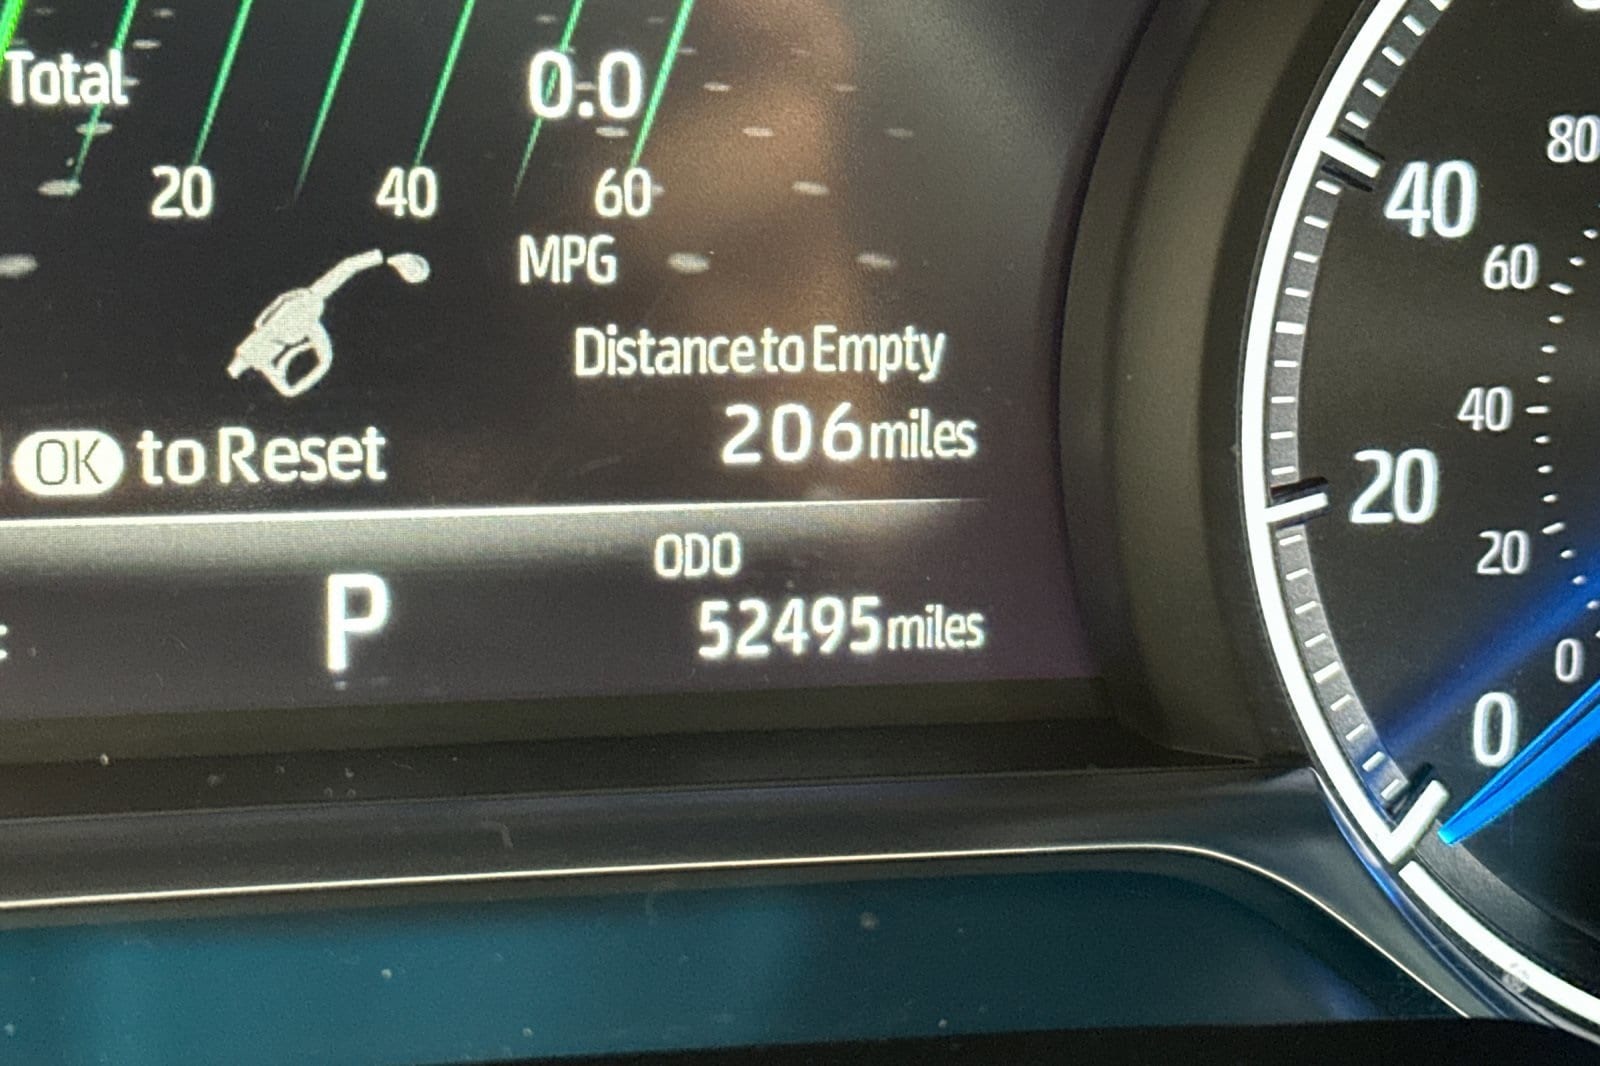 Total 0.0
20 40 60
MPG
Distance to Empty
206 miles
OK to Reset
ODO
P 52495 miles
80
40
60
40
20
20
0
0